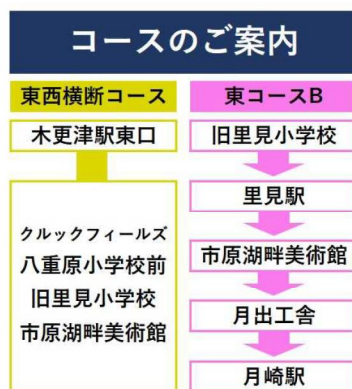 コースのご案内
東西横断コース
木更津駅東口
クルックフィールズ
八重原小学校前
旧里見小学校
市原湖畔美術館
東コースB
旧里見小学校
里見駅
市原湖畔美術館
月出工舎
月崎駅